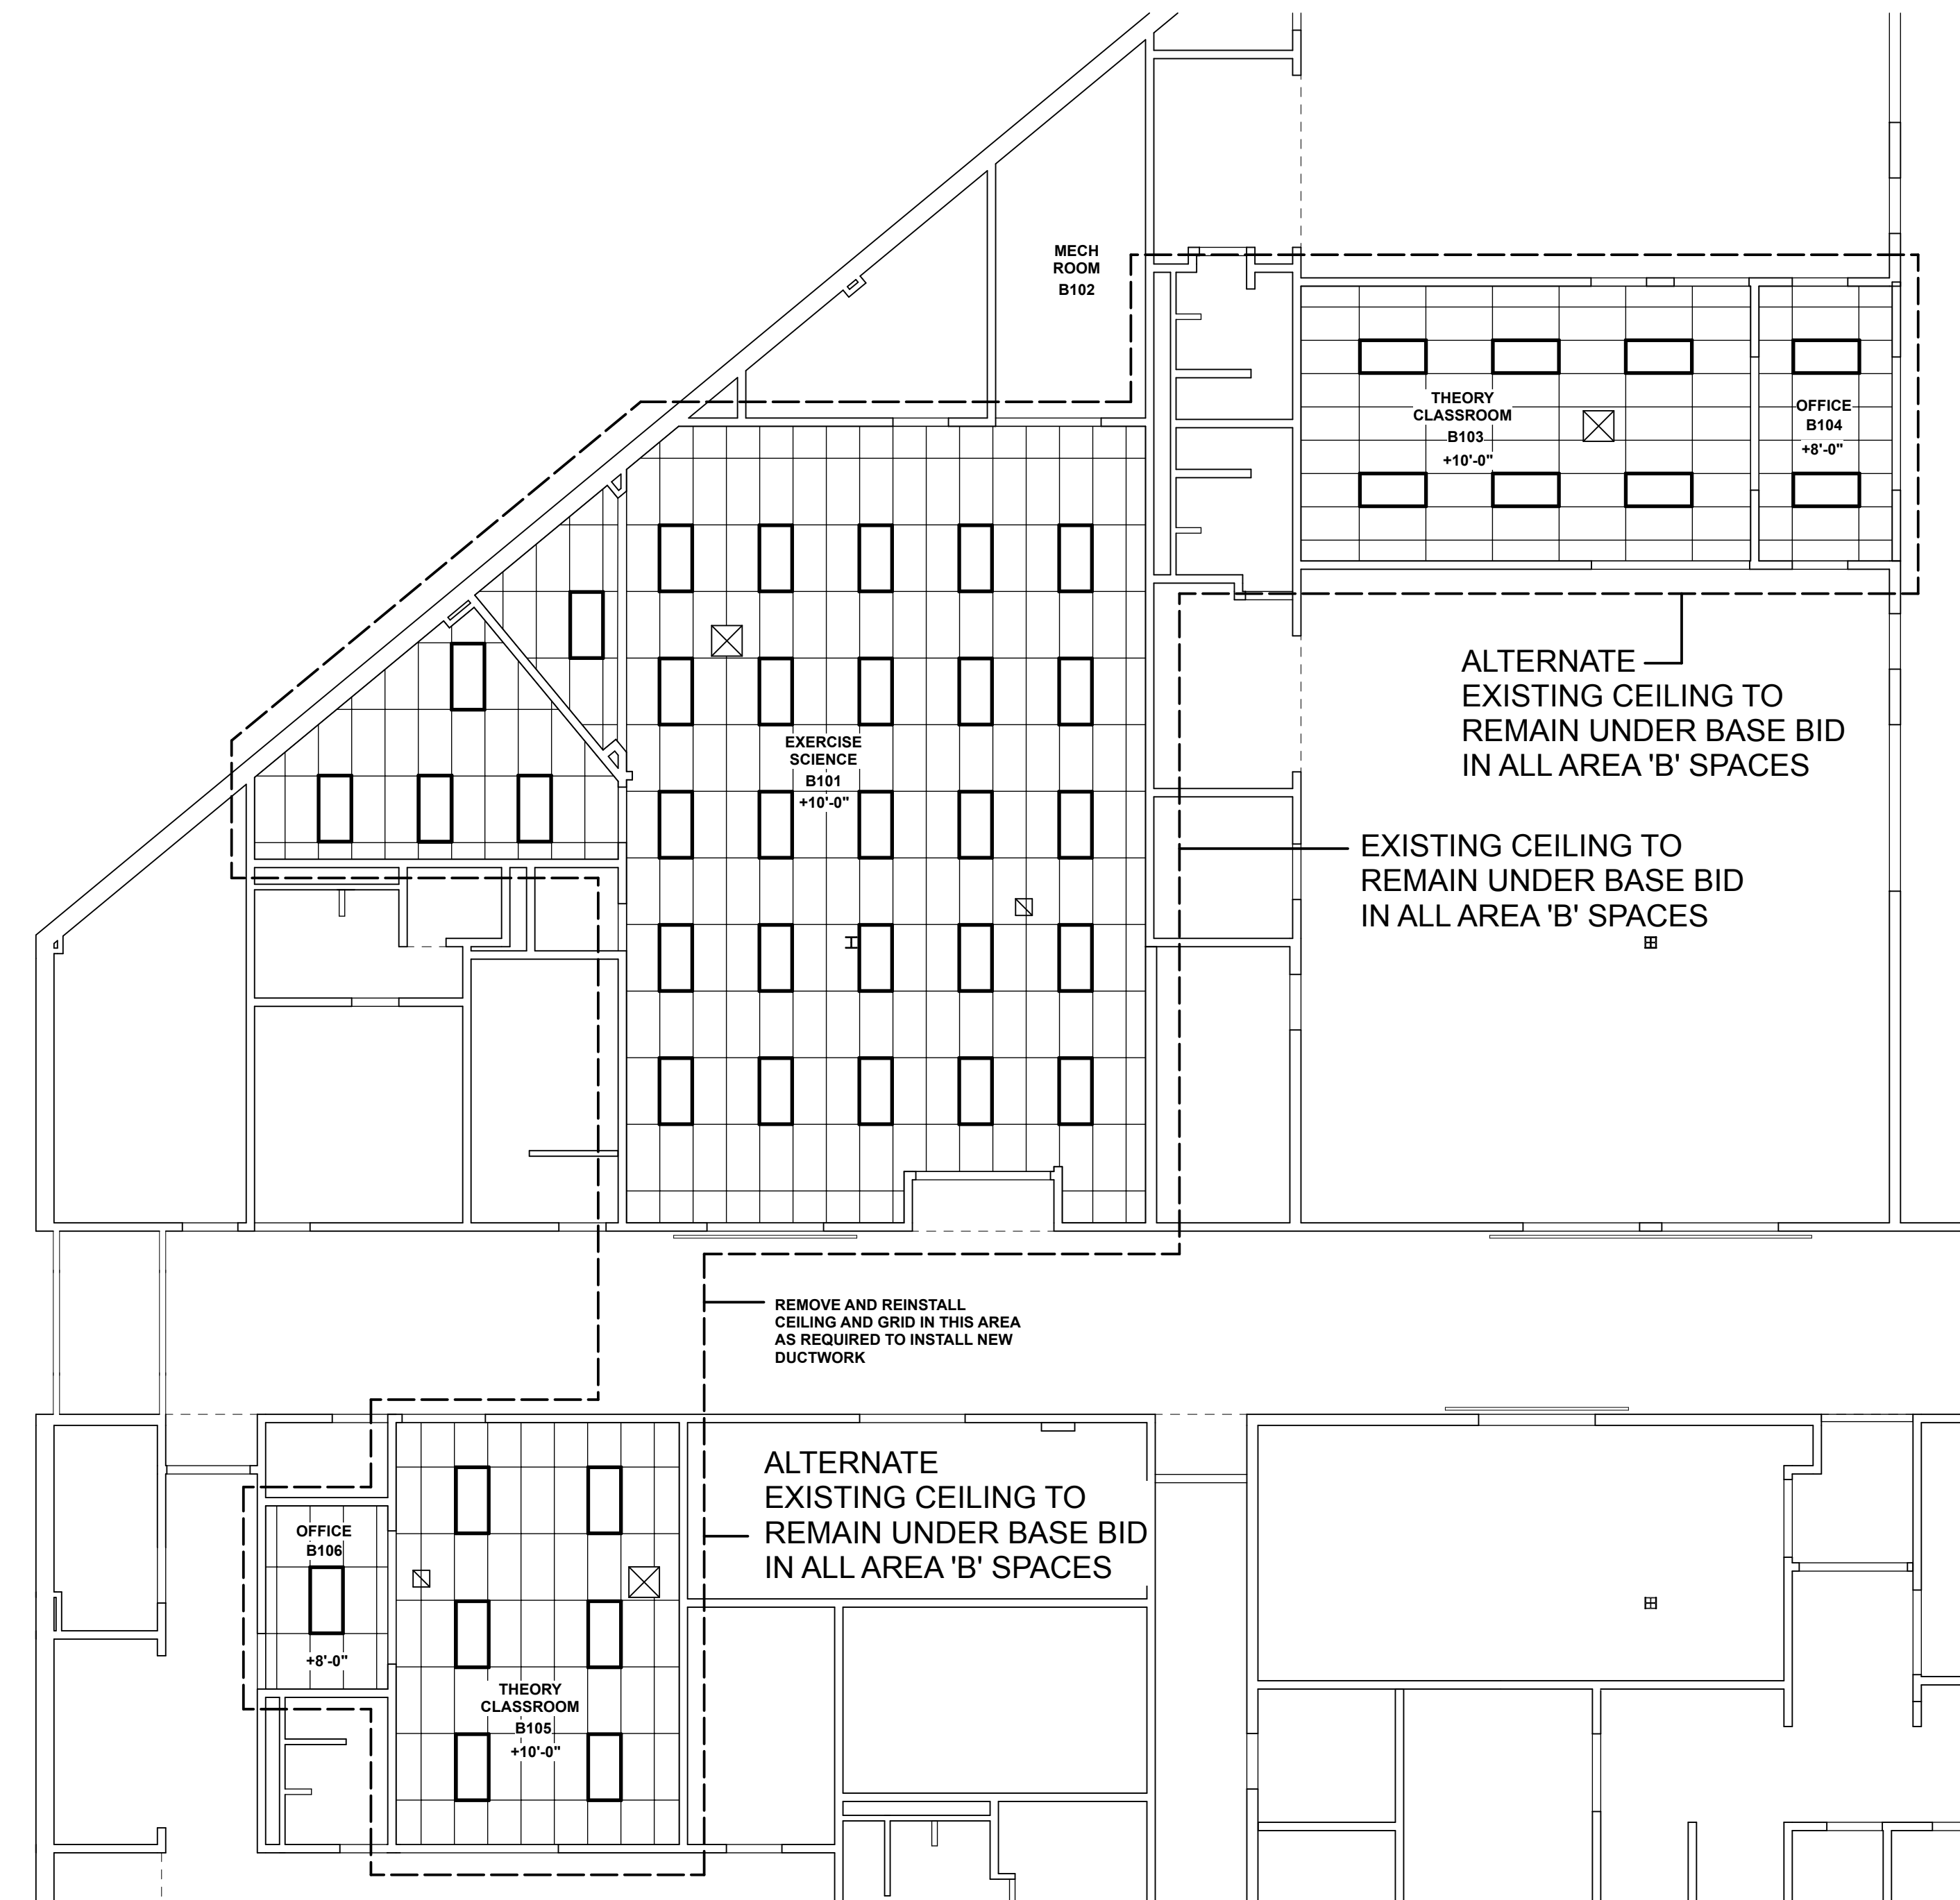 MECH
ROOM
B102
THEORY
CLASSROOM
B103
+10'-0"
OFFICE
B104
+8'-0"
ALTERNATE
EXISTING CEILING TO
REMAIN UNDER BASE BID
IN ALL AREA 'B' SPACES
EXERCISE
SCIENCE
B101
+10'-0"
EXISTING CEILING TO
REMAIN UNDER BASE BID
IN ALL AREA 'B' SPACES
REMOVE AND REINSTALL
CEILING AND GRID IN THIS AREA
AS REQUIRED TO INSTALL NEW
DUCTWORK
ALTERNATE
EXISTING CEILING TO
REMAIN UNDER BASE BID
IN ALL AREA 'B' SPACES
OFFICE
B106
+8'-0"
THEORY
CLASSROOM
B105
+10'-0"